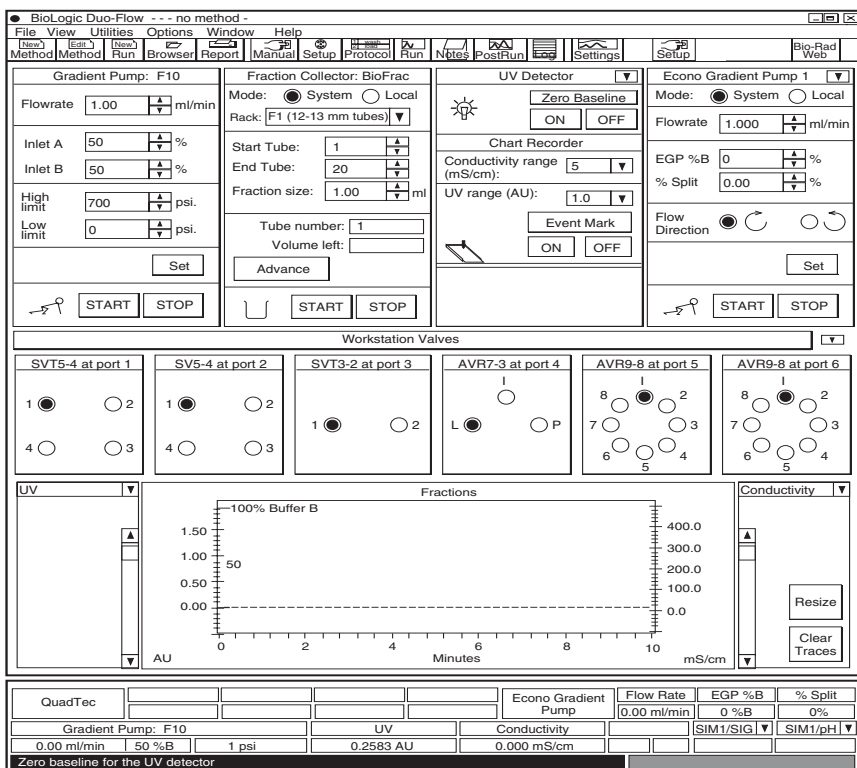 BioLogic Duo-Flow - - - no method -
File View Utilities Options Window Help
New Method
Edit Method
New Run
Browser
Report
Manual
Setup
1 wash
2 load
Protocol
Run
Notes
PostRun
Log
Settings
Setup
Bio-Rad Web
Gradient Pump: F10
Flowrate 1.00 ml/min
Inlet A 50 %
Inlet B 50 %
High limit 700 psi.
Low limit 0 psi.
Set
START STOP
Fraction Collector: BioFrac
Mode: System Local
Rack: F1 (12-13 mm tubes)
Start Tube: 1
End Tube: 20
Fraction size: 1.00 ml
Tube number: 1
Volume left:
Advance
START STOP
UV Detector
Zero Baseline
ON OFF
Chart Recorder
Conductivity range (mS/cm): 5
UV range (AU): 1.0
Event Mark
ON OFF
Econo Gradient Pump 1
Mode: System Local
Flowrate 1.000 ml/min
EGP %B 0 %
% Split 0.00 %
Flow Direction
Set
START STOP
Workstation Valves
SVT5-4 at port 1
1 2
4 3
SV5-4 at port 2
1 2
4 3
SVT3-2 at port 3
1 2
AVR7-3 at port 4
I
L P
AVR9-8 at port 5
I
8 2
7 3
6 4
5
AVR9-8 at port 6
I
8 2
7 3
6 4
5
UV
Fractions
Conductivity
100% Buffer B
50
1.50
1.00
0.50
0.00
400.0
300.0
200.0
100.0
0.0
0 2 4 6 8 10
AU Minutes mS/cm
Resize
Clear Traces
QuadTec
Econo Gradient Pump
Flow Rate EGP %B % Split
0.00 ml/min 0 %B 0%
Gradient Pump: F10 UV Conductivity SIM1/SIG SIM1/pH
0.00 ml/min 50 %B 1 psi 0.2583 AU 0.000 mS/cm
Zero baseline for the UV detector